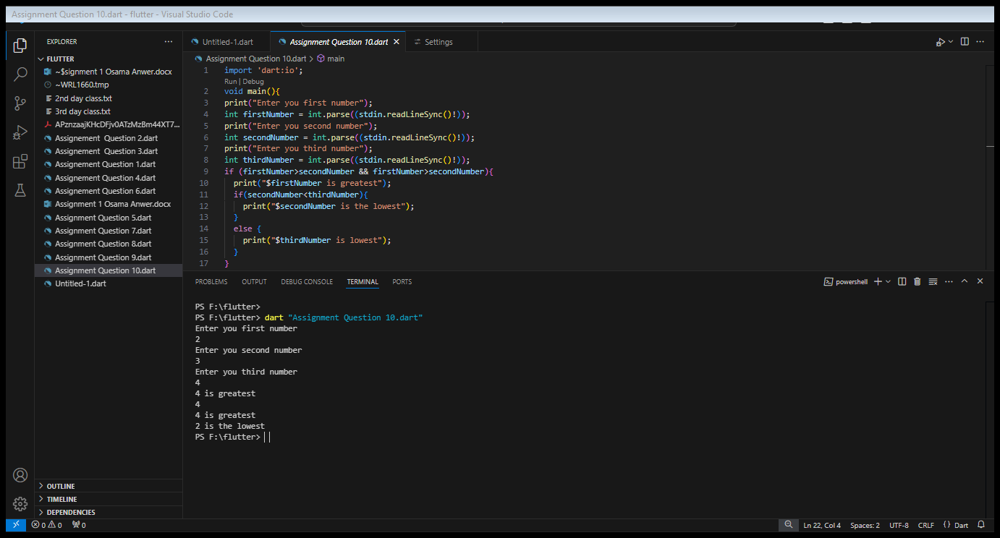 Assignment Question 10.dart - flutter - Visual Studio Code
EXPLORER
FLUTTER
~$signment 1 Osama Anwer.docx
~WRL1660.tmp
2nd day class.txt
3rd day class.txt
APznzaajKHcDFjv0ATzMzBm44XT7...
Assignement  Question 2.dart
Assignement  Question 3.dart
Assignement Question 1.dart
Assignement Question 4.dart
Assignement Question 6.dart
Assignment 1 Osama Anwer.docx
Assignment Question 5.dart
Assignment Question 7.dart
Assignment Question 8.dart
Assignment Question 9.dart
Assignment Question 10.dart
Untitled-1.dart
OUTLINE
TIMELINE
DEPENDENCIES
Untitled-1.dart Assignment Question 10.dart Settings
Assignment Question 10.dart > main
1 import 'dart:io';
Run | Debug
2 void main(){
3 print("Enter you first number");
4 int firstNumber = int.parse((stdin.readLineSync()!));
5 print("Enter you second number");
6 int secondNumber = int.parse((stdin.readLineSync()!));
7 print("Enter you third number");
8 int thirdNumber = int.parse((stdin.readLineSync()!));
9 if (firstNumber>secondNumber && firstNumber>secondNumber){
10 print("$firstNumber is greatest");
11 if(secondNumber<thirdNumber){
12 print("$secondNumber is the lowest");
13 }
14 else {
15 print("$thirdNumber is lowest");
16 }
17 }
PROBLEMS OUTPUT DEBUG CONSOLE TERMINAL PORTS powershell
PS F:\flutter>
PS F:\flutter> dart "Assignment Question 10.dart"
Enter you first number
2
Enter you second number
3
Enter you third number
4
4 is greatest
4
4 is greatest
2 is the lowest
PS F:\flutter>
0 0 0 Ln 22, Col 4 Spaces: 2 UTF-8 CRLF {} Dart